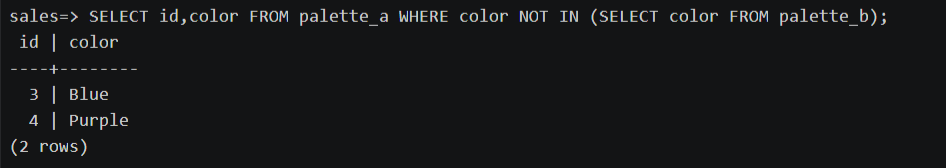 sales=> SELECT id,color FROM palette_a WHERE color NOT IN (SELECT color FROM palette_b);
 id | color
----+--------
  3 | Blue
  4 | Purple
(2 rows)